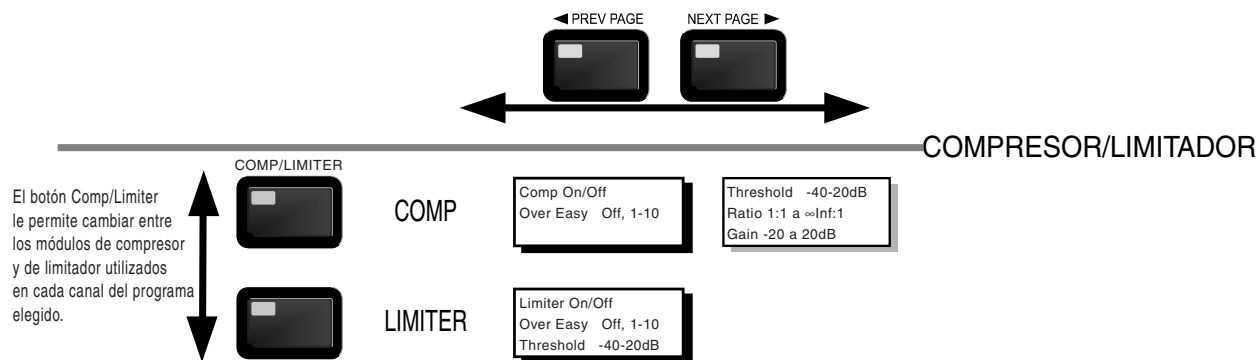 ◄ PREV PAGE NEXT PAGE ►
COMPRESOR/LIMITADOR
COMP/LIMITER
El botón Comp/Limiter
le permite cambiar entre
los módulos de compresor
y de limitador utilizados
en cada canal del programa
elegido.
COMP
Comp On/Off
Over Easy Off, 1-10
Threshold -40-20dB
Ratio 1:1 a ∞Inf:1
Gain -20 a 20dB
LIMITER
Limiter On/Off
Over Easy Off, 1-10
Threshold -40-20dB